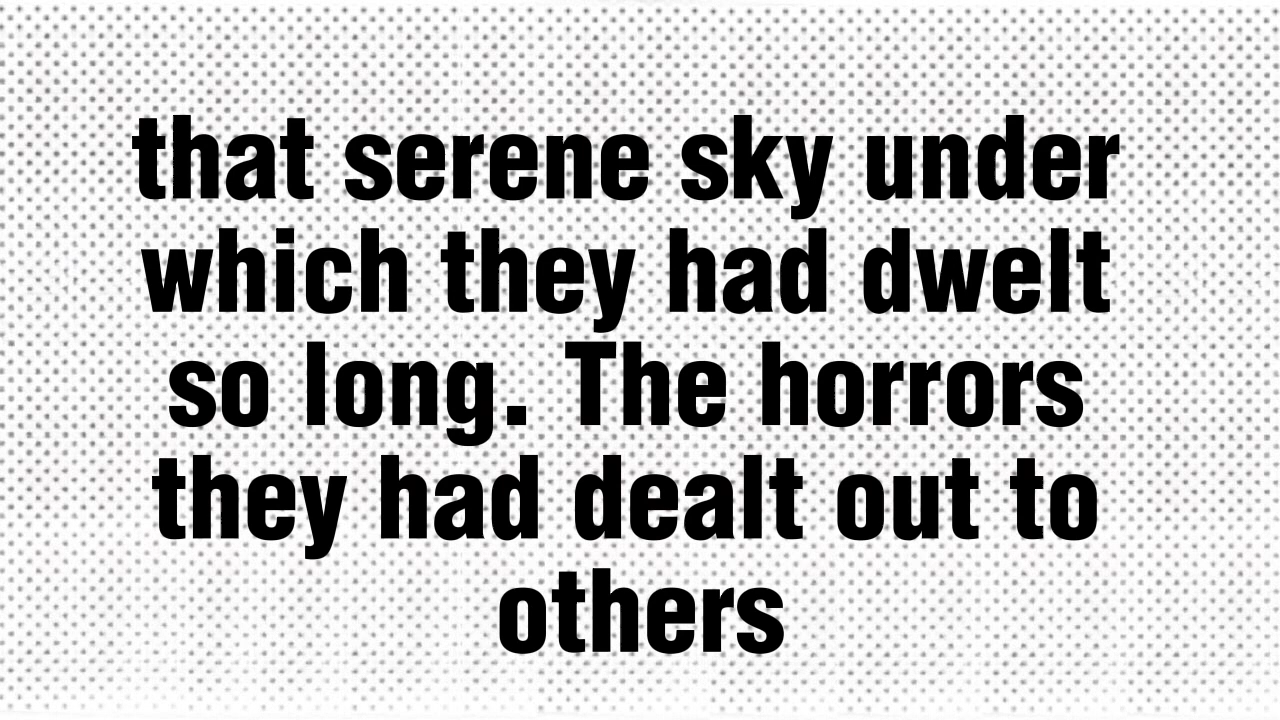 that serene sky under
which they had dwelt
so long. The horrors
they had dealt out to
others